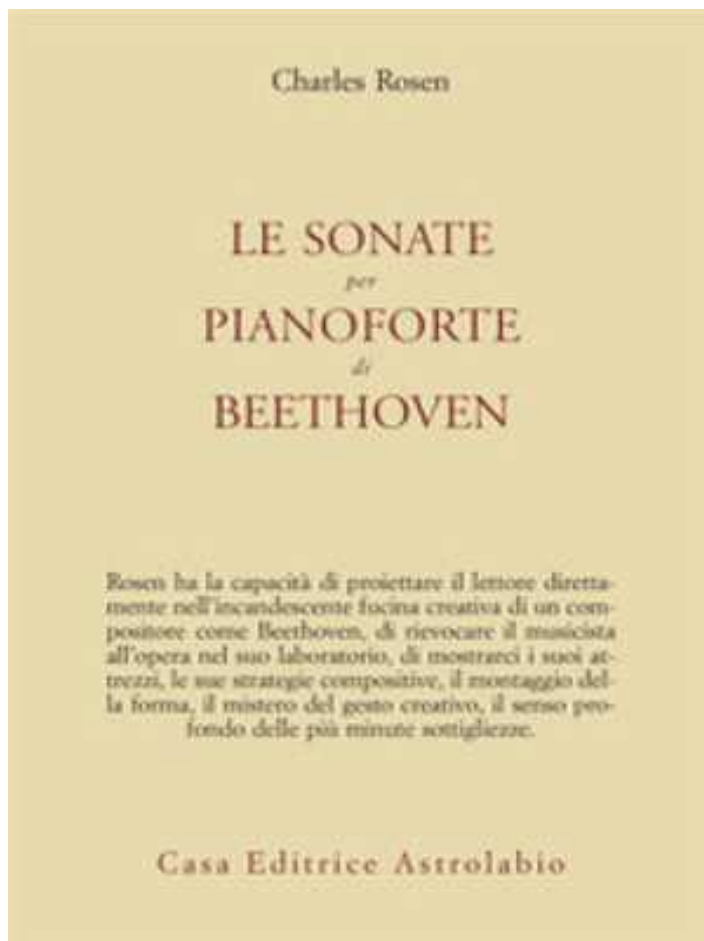 Charles Rosen
LE SONATE
per
PIANOFORTE
di
BEETHOVEN
Rosen ha la capacità di proiettare il lettore diretta-
mente nell'incandescente fucina creativa di un com-
positore come Beethoven, di rievocare il musicista
all'opera nel suo laboratorio, di mostrarci i suoi at-
trezzi, le sue strategie compositive, il montaggio del-
la forma, il mistero del gesto creativo, il senso pro-
fondo delle più minute sottigliezze.
Casa Editrice Astrolabio